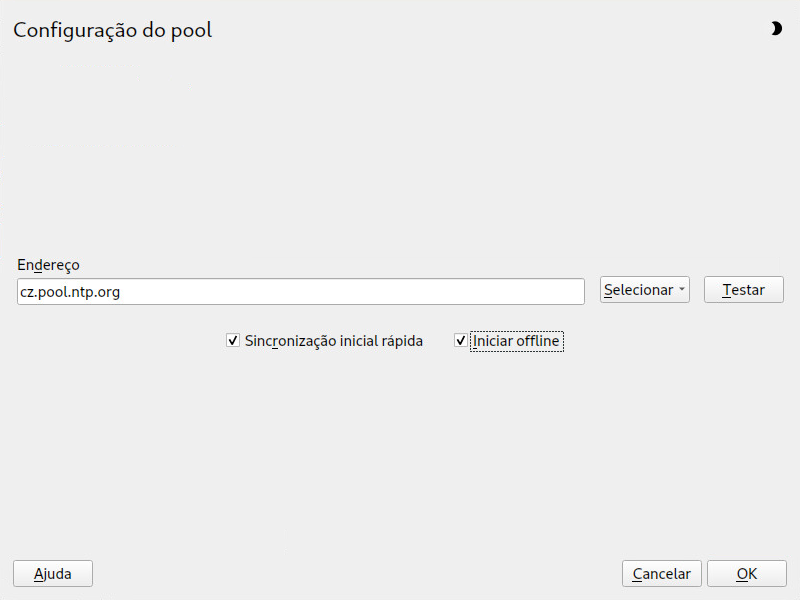 Configuração do pool
Endereço
cz.pool.ntp.org
Selecionar
Testar
Sincronização inicial rápida
Iniciar offline
Ajuda
Cancelar
OK